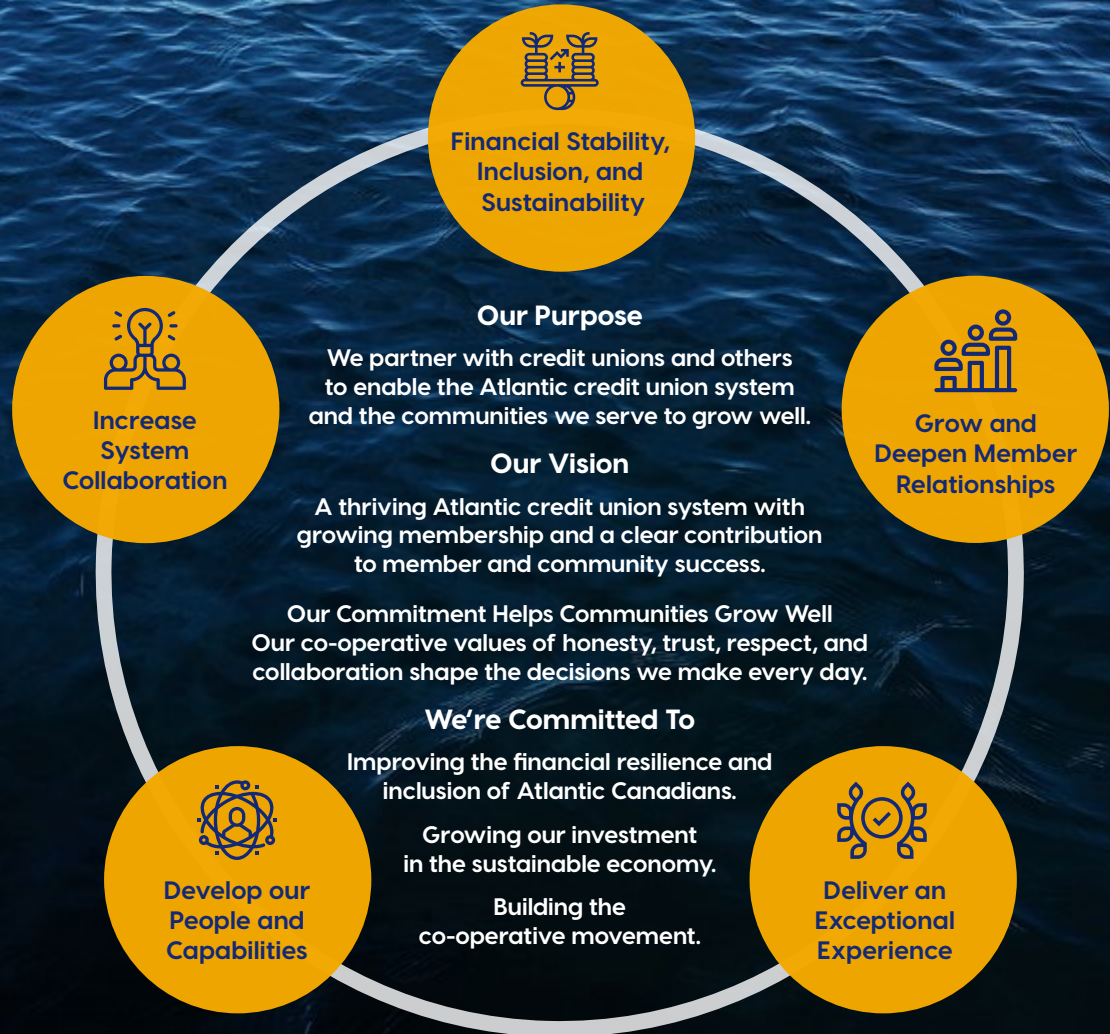 Financial Stability,
Inclusion, and
Sustainability
Increase
System
Collaboration
Grow and
Deepen Member
Relationships
Our Purpose
We partner with credit unions and others
to enable the Atlantic credit union system
and the communities we serve to grow well.
Our Vision
A thriving Atlantic credit union system with
growing membership and a clear contribution
to member and community success.
Our Commitment Helps Communities Grow Well
Our co-operative values of honesty, trust, respect, and
collaboration shape the decisions we make every day.
We're Committed To
Improving the financial resilience and
inclusion of Atlantic Canadians.
Growing our investment
in the sustainable economy.
Building the
co-operative movement.
Develop our
People and
Capabilities
Deliver an
Exceptional
Experience